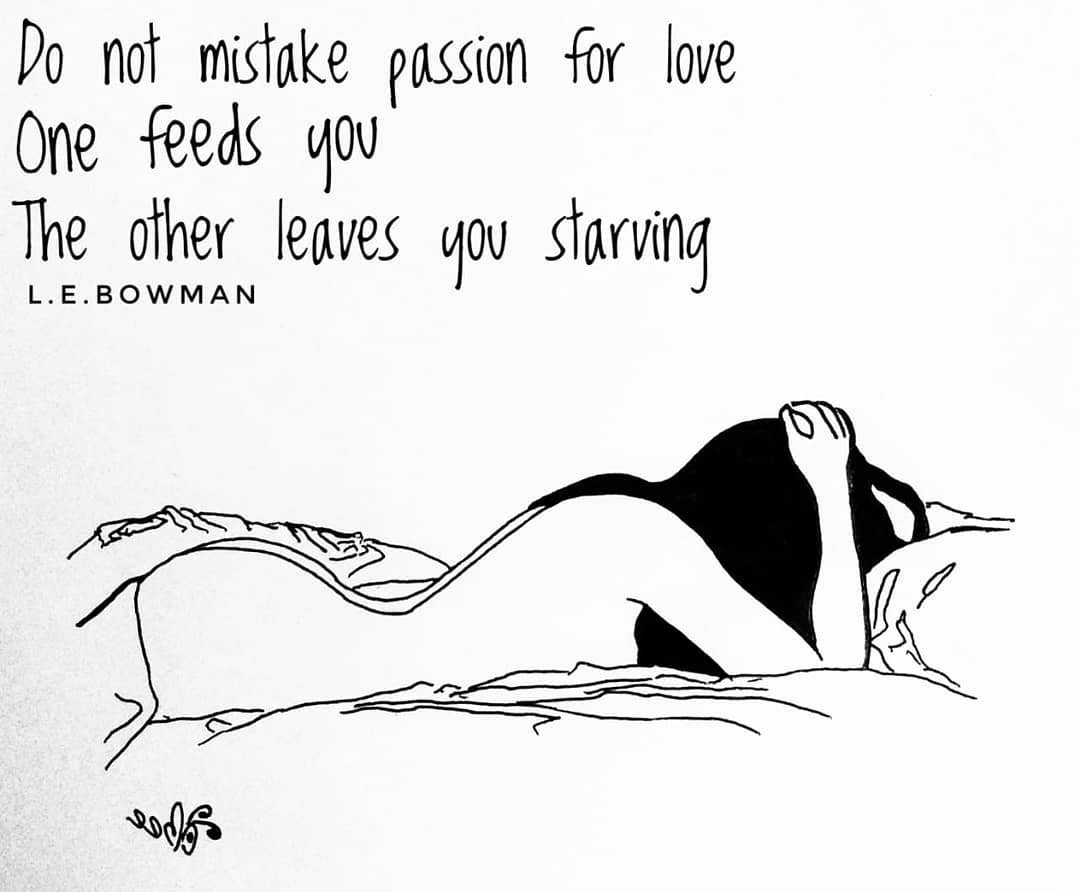 Do not mistake passion for love
One feeds you
The other leaves you starving
L.E.BOWMAN